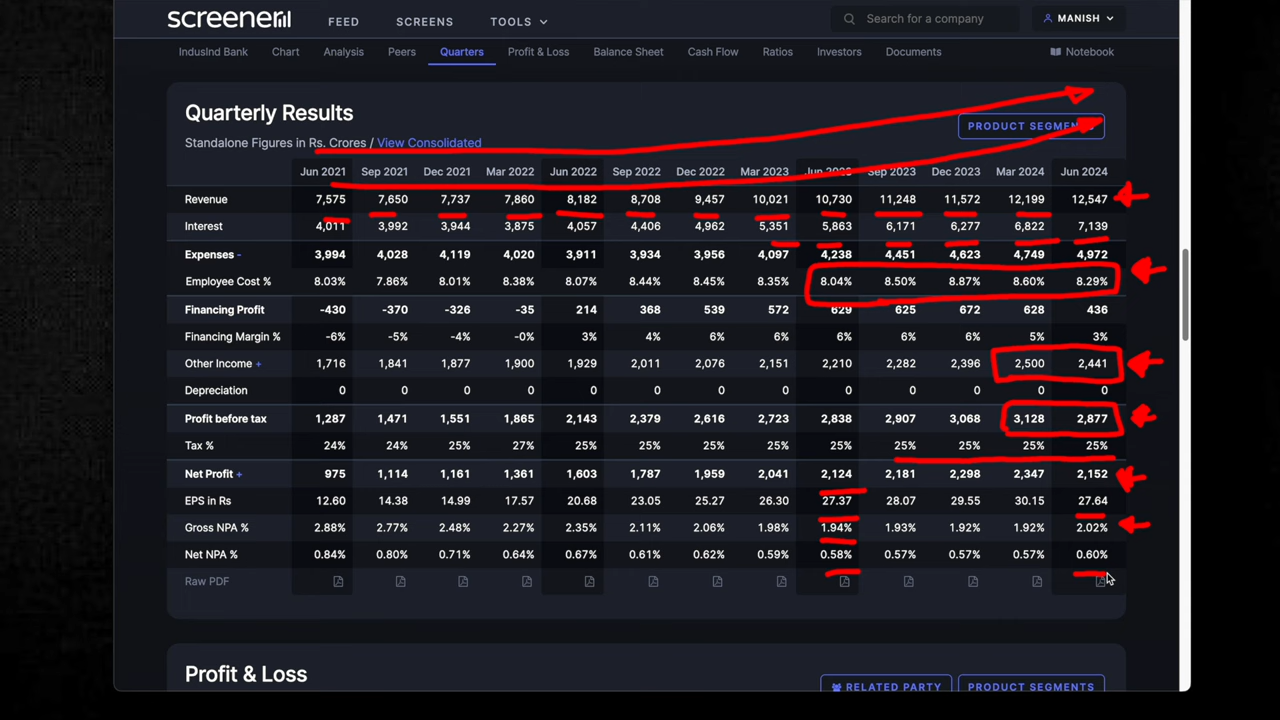 screener
FEED SCREENS TOOLS
Search for a company
MANISH
IndusInd Bank Chart Analysis Peers Quarters Profit & Loss Balance Sheet Cash Flow Ratios Investors Documents Notebook
Quarterly Results
Standalone Figures in Rs. Crores / View Consolidated
PRODUCT SEGMENTS
Jun 2021 Sep 2021 Dec 2021 Mar 2022 Jun 2022 Sep 2022 Dec 2022 Mar 2023 Jun 2023 Sep 2023 Dec 2023 Mar 2024 Jun 2024
Revenue 7,575 7,650 7,737 7,860 8,182 8,708 9,457 10,021 10,730 11,248 11,572 12,199 12,547
Interest 4,011 3,992 3,944 3,875 4,057 4,406 4,962 5,351 5,863 6,171 6,277 6,822 7,139
Expenses - 3,994 4,028 4,119 4,020 3,911 3,934 3,956 4,097 4,238 4,451 4,623 4,749 4,972
Employee Cost % 8.03% 7.86% 8.01% 8.38% 8.07% 8.44% 8.45% 8.35% 8.04% 8.50% 8.87% 8.60% 8.29%
Financing Profit -430 -370 -326 -35 214 368 539 572 629 625 672 628 436
Financing Margin % -6% -5% -4% -0% 3% 4% 6% 6% 6% 6% 6% 5% 3%
Other Income + 1,716 1,841 1,877 1,900 1,929 2,011 2,076 2,151 2,210 2,282 2,396 2,500 2,441
Depreciation 0 0 0 0 0 0 0 0 0 0 0 0 0
Profit before tax 1,287 1,471 1,551 1,865 2,143 2,379 2,616 2,723 2,838 2,907 3,068 3,128 2,877
Tax % 24% 24% 25% 27% 25% 25% 25% 25% 25% 25% 25% 25% 25%
Net Profit + 975 1,114 1,161 1,361 1,603 1,787 1,959 2,041 2,124 2,181 2,298 2,347 2,152
EPS in Rs 12.60 14.38 14.99 17.57 20.68 23.05 25.27 26.30 27.37 28.07 29.55 30.15 27.64
Gross NPA % 2.88% 2.77% 2.48% 2.27% 2.35% 2.11% 2.06% 1.98% 1.94% 1.93% 1.92% 1.92% 2.02%
Net NPA % 0.84% 0.80% 0.71% 0.64% 0.67% 0.61% 0.62% 0.59% 0.58% 0.57% 0.57% 0.57% 0.60%
Raw PDF
Profit & Loss
RELATED PARTY PRODUCT SEGMENTS